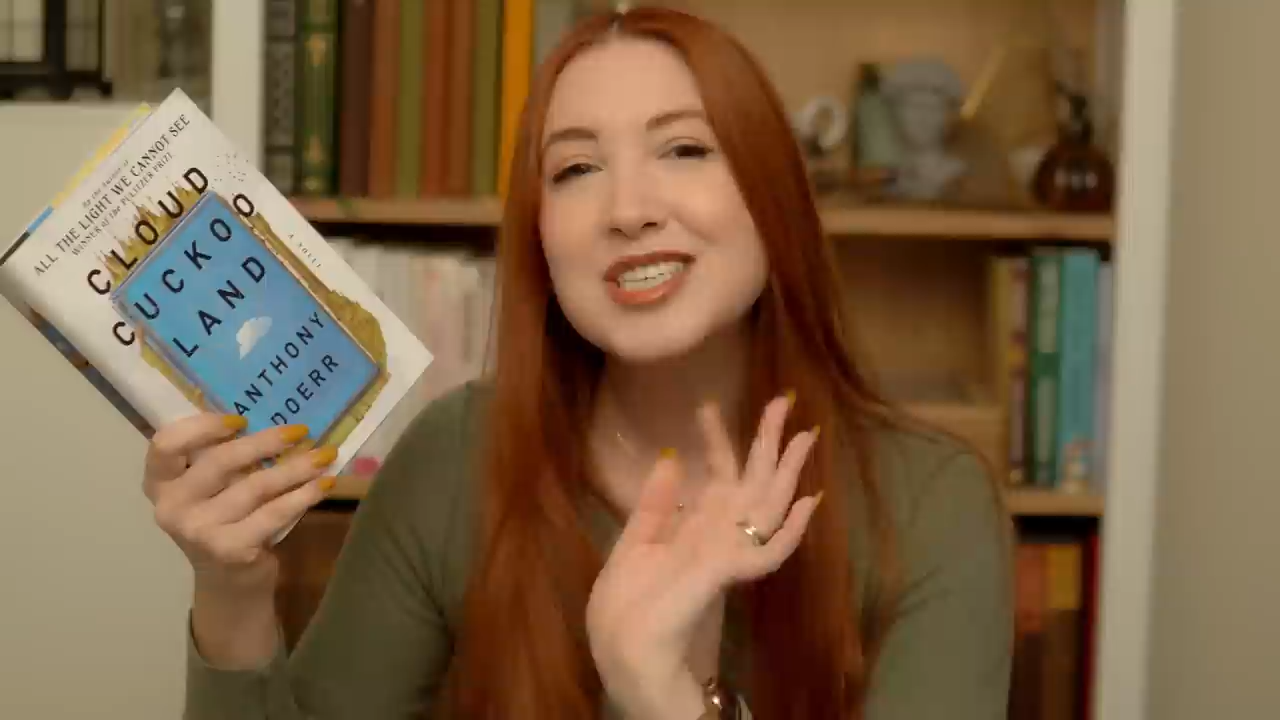 by the author of
ALL THE LIGHT WE CANNOT SEE
WINNER of the PULITZER PRIZE
CLOUD
CUCKOO
LAND
A NOVEL
ANTHONY
DOERR